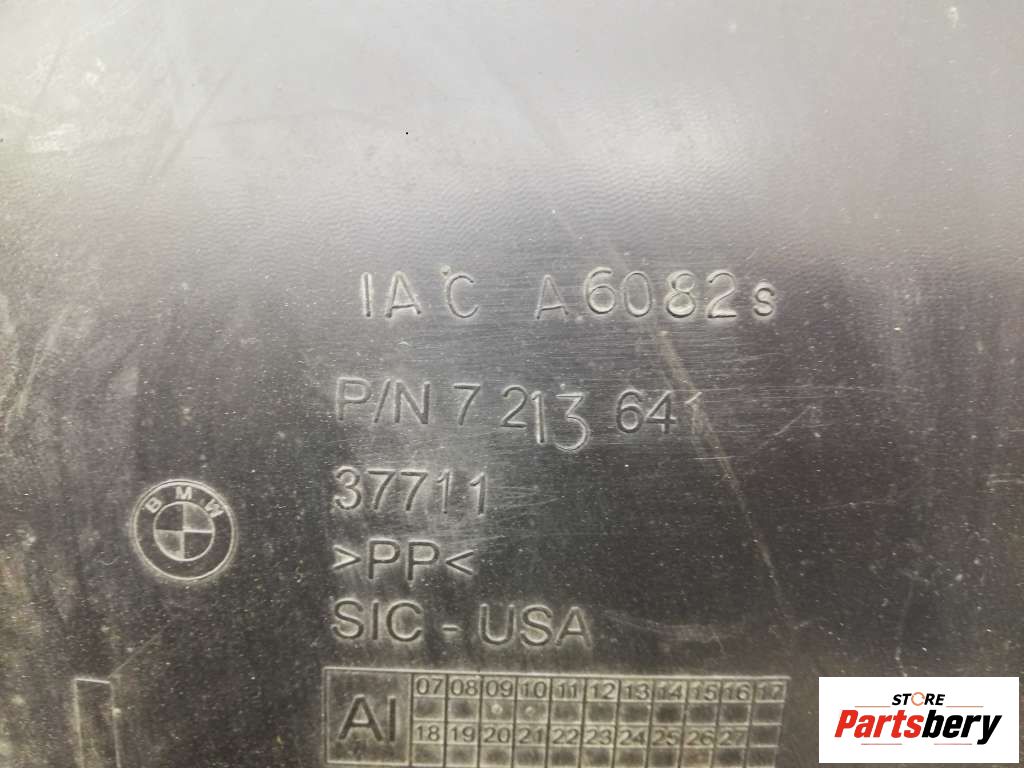 IAC A6082s
P/N 7 213 641
37711
BMW
>PP<
SIC - USA
AI
07 08 09 10 11 12 13 14 15 16 17
18 19 20 21 22 23 24 25 26 27
STORE
Partsbery